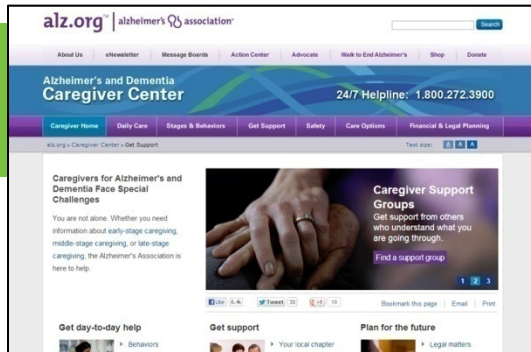 alz.org™ | alzheimer's association®
Search
About Us eNewsletter Message Boards Action Center Advocate Walk to End Alzheimer's Shop Donate
Alzheimer's and Dementia
Caregiver Center
24/7 Helpline: 1.800.272.3900
Caregiver Home Daily Care Stages & Behaviors Get Support Safety Care Options Financial & Legal Planning
alz.org » Caregiver Center » Get Support
Text size: A A A
Caregivers for Alzheimer's and
Dementia Face Special
Challenges
You are not alone. Whether you need
information about early-stage caregiving,
middle-stage caregiving, or late-stage
caregiving, the Alzheimer's Association is
here to help.
Caregiver Support
Groups
Get support from others
who understand what you
are going through.
Find a support group
1 2 3
Like 6.4k Tweet 30 +1 19
Bookmark this page | Email | Print
Get day-to-day help
Behaviors
Get support
Your local chapter
Plan for the future
Legal matters